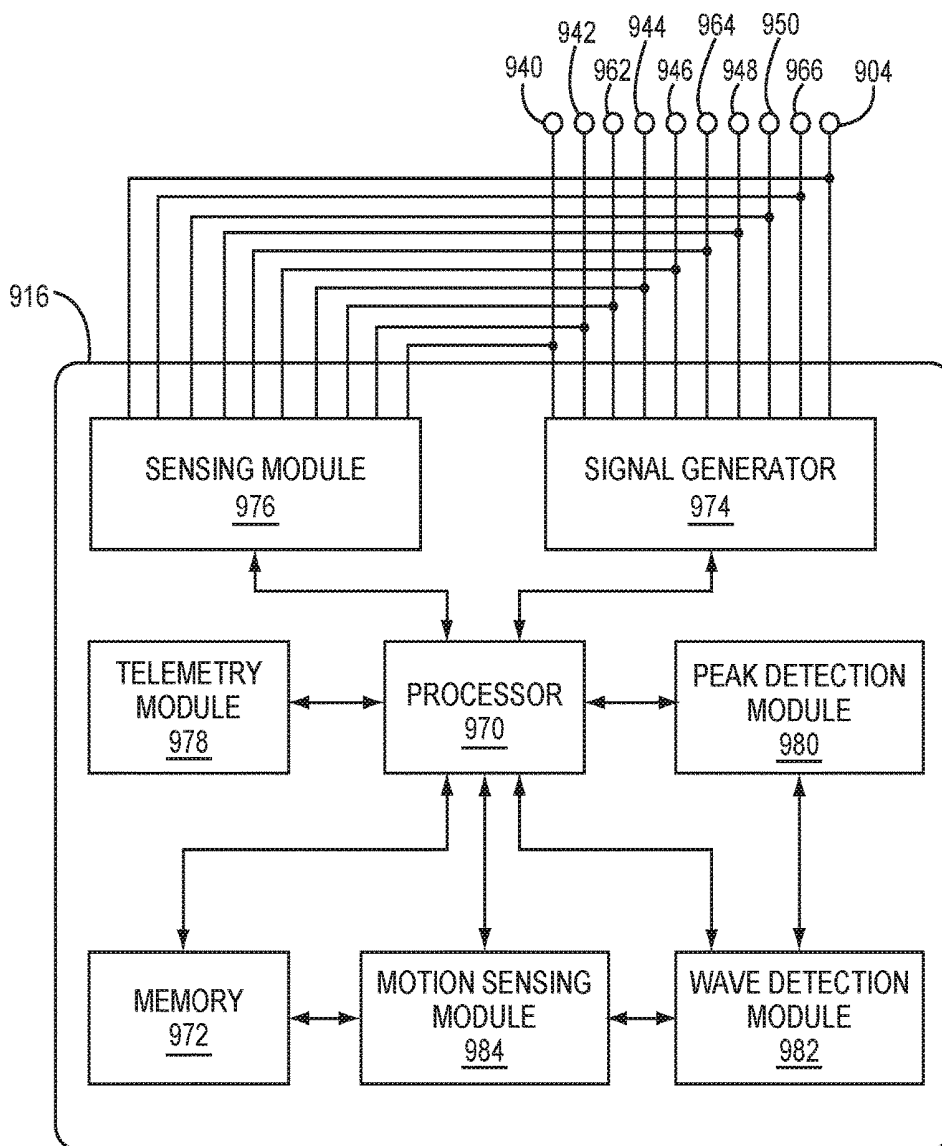 942
944
964
950
940
962
946
948
966
904
916
SENSING MODULE
976
SIGNAL GENERATOR
974
TELEMETRY
MODULE
978
PROCESSOR
970
PEAK DETECTION
MODULE
980
MEMORY
972
MOTION SENSING
MODULE
984
WAVE DETECTION
MODULE
982